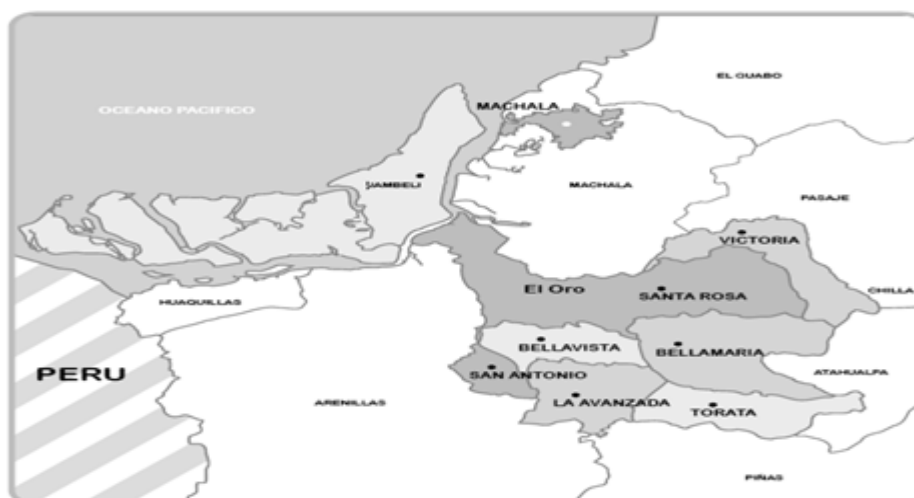 EL GUABO
OCEANO PACIFICO
MACHALA
JAMBELI
MACHALA
PASAJE
VICTORIA
CHILLA
El Oro
SANTA ROSA
HUAQUILLAS
BELLAVISTA
BELLAMARIA
PERU
SAN ANTONIO
ATAHUALPA
ARENILLAS
LA AVANZADA
TORATA
PIÑAS